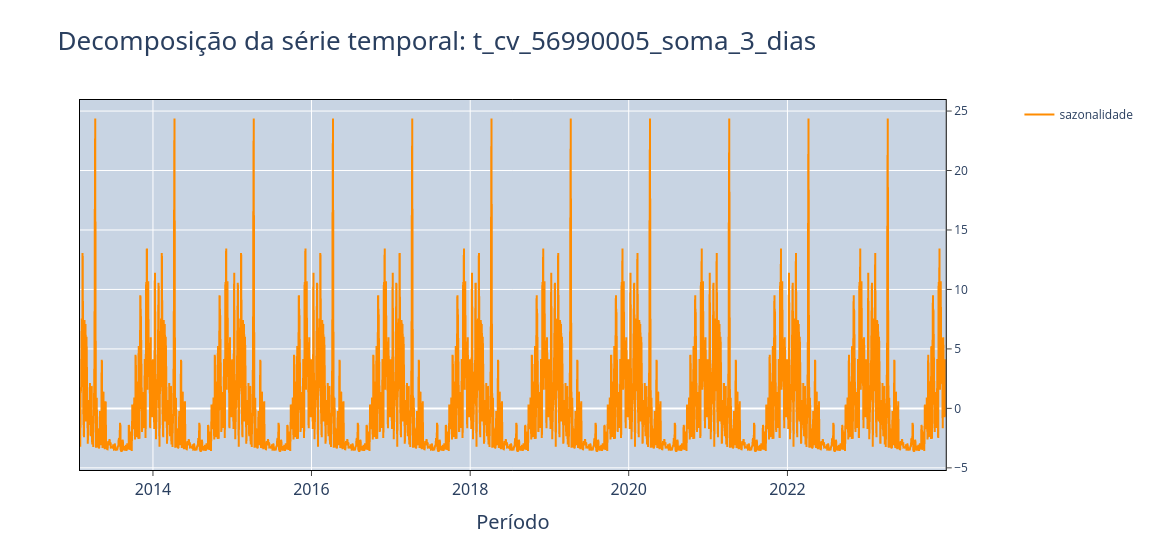 Decomposição da série temporal: t_cv_56990005_soma_3_dias
sazonalidade
25
20
15
10
5
0
−5
2014 2016 2018 2020 2022
Período